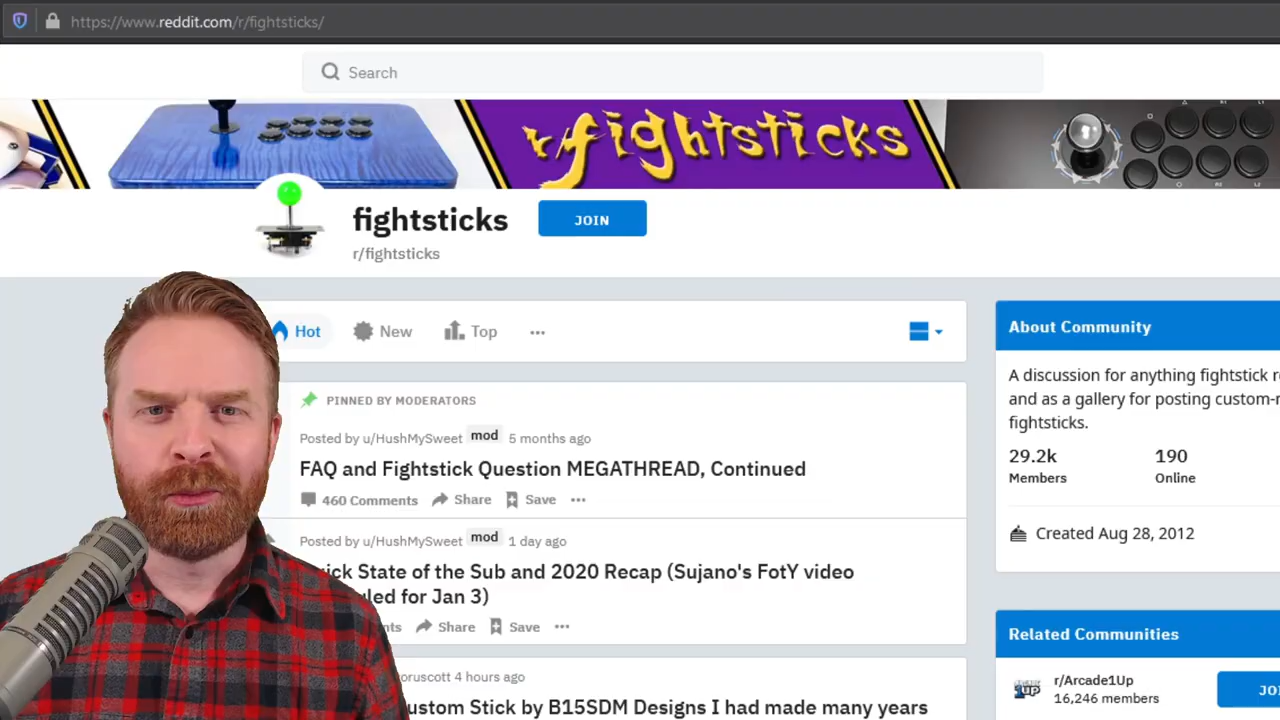 https://www.reddit.com/r/fightsticks/
Search
r/fightsticks
fightsticks
JOIN
r/fightsticks
Hot
New
Top
About Community
A discussion for anything fightstick
and as a gallery for posting
fightsticks.
29.2k
190
Members
Online
Created Aug 28, 2012
PINNED BY MODERATORS
Posted by u/HushMySweet mod 5 months ago
FAQ and Fightstick Question MEGATHREAD, Continued
460 Comments Share Save
Posted by u/HushMySweet mod 1 day ago
State of the Sub and 2020 Recap (Sujano's FotY video
for Jan 3)
Share Save
4 hours ago
Stick by B15SDM Designs I had made many years
Related Communities
r/Arcade1Up
16,246 members